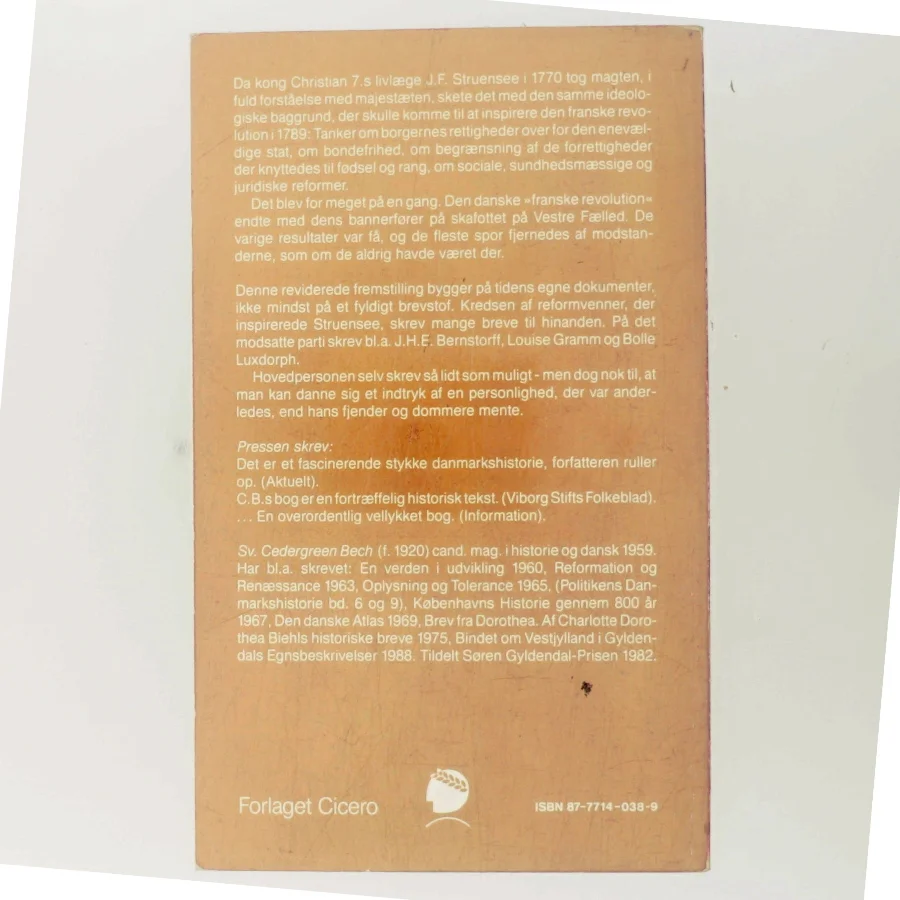 Da kong Christian 7.s livlæge J.F. Struensee i 1770 tog magten, i
fuld forståelse med majestæten, skete det med den samme ideolo-
giske baggrund, der skulle komme til at inspirere den franske revo-
lution i 1789: Tanker om borgernes rettigheder over for den enevæl-
dige stat, om bondefrihed, om begrænsning af de forrettigheder
der knyttedes til fødsel og rang, om sociale, sundhedsmæssige og
juridiske reformer.
Det blev for meget på en gang. Den danske »franske revolution«
endte med dens bannerfører på skafottet på Vestre Fælled. De
varige resultater var få, og de fleste spor fjernedes af modstan-
derne, som om de aldrig havde været der.
Denne reviderede fremstilling bygger på tidens egne dokumenter,
ikke mindst på et fyldigt brevstof. Kredsen af reformvenner, der
inspirerede Struensee, skrev mange breve til hinanden. På det
modsatte parti skrev bl.a. J.H.E. Bernstorff, Louise Gramm og Bolle
Luxdorph.
Hovedpersonen selv skrev så lidt som muligt - men dog nok til, at
man kan danne sig et indtryk af en personlighed, der var ander-
ledes, end hans fjender og dommere mente.
Pressen skrev:
Det er et fascinerende stykke danmarkshistorie, forfatteren ruller
op. (Aktuelt).
C.B.s bog er en fortræffelig historisk tekst. (Viborg Stifts Folkeblad).
... En overordentlig vellykket bog. (Information).
Sv. Cedergreen Bech (f. 1920) cand. mag. i historie og dansk 1959.
Har bl.a. skrevet: En verden i udvikling 1960, Reformation og
Renæssance 1963, Oplysning og Tolerance 1965, (Politikens Dan-
markshistorie bd. 6 og 9), Københavns Historie gennem 800 år
1967, Den danske Atlas 1969, Brev fra Dorothea. Af Charlotte Doro-
thea Biehls historiske breve 1975, Bindet om Vestjylland i Gylden-
dals Egnsbeskrivelser 1988. Tildelt Søren Gyldendal-Prisen 1982.
Forlaget Cicero
ISBN 87-7714-038-9